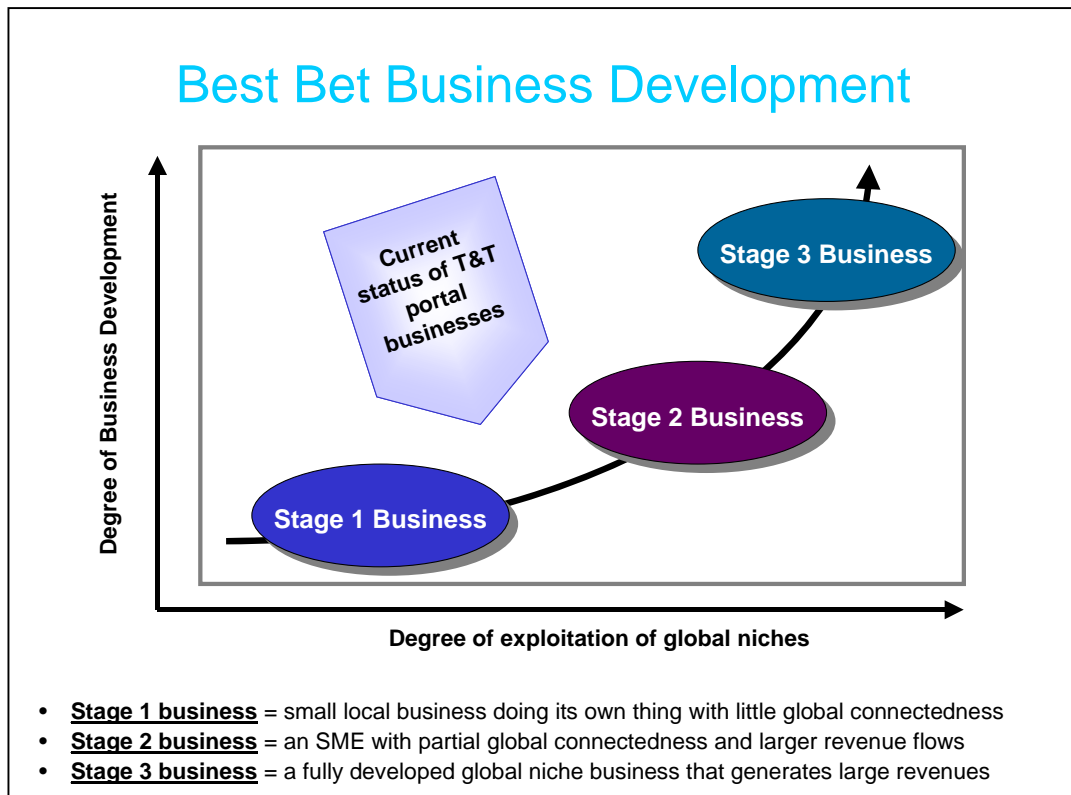 Best Bet Business Development
Degree of Business Development
Current
status of T&T
portal
businesses
Stage 3 Business
Stage 2 Business
Stage 1 Business
Degree of exploitation of global niches
• Stage 1 business = small local business doing its own thing with little global connectedness
• Stage 2 business = an SME with partial global connectedness and larger revenue flows
• Stage 3 business = a fully developed global niche business that generates large revenues